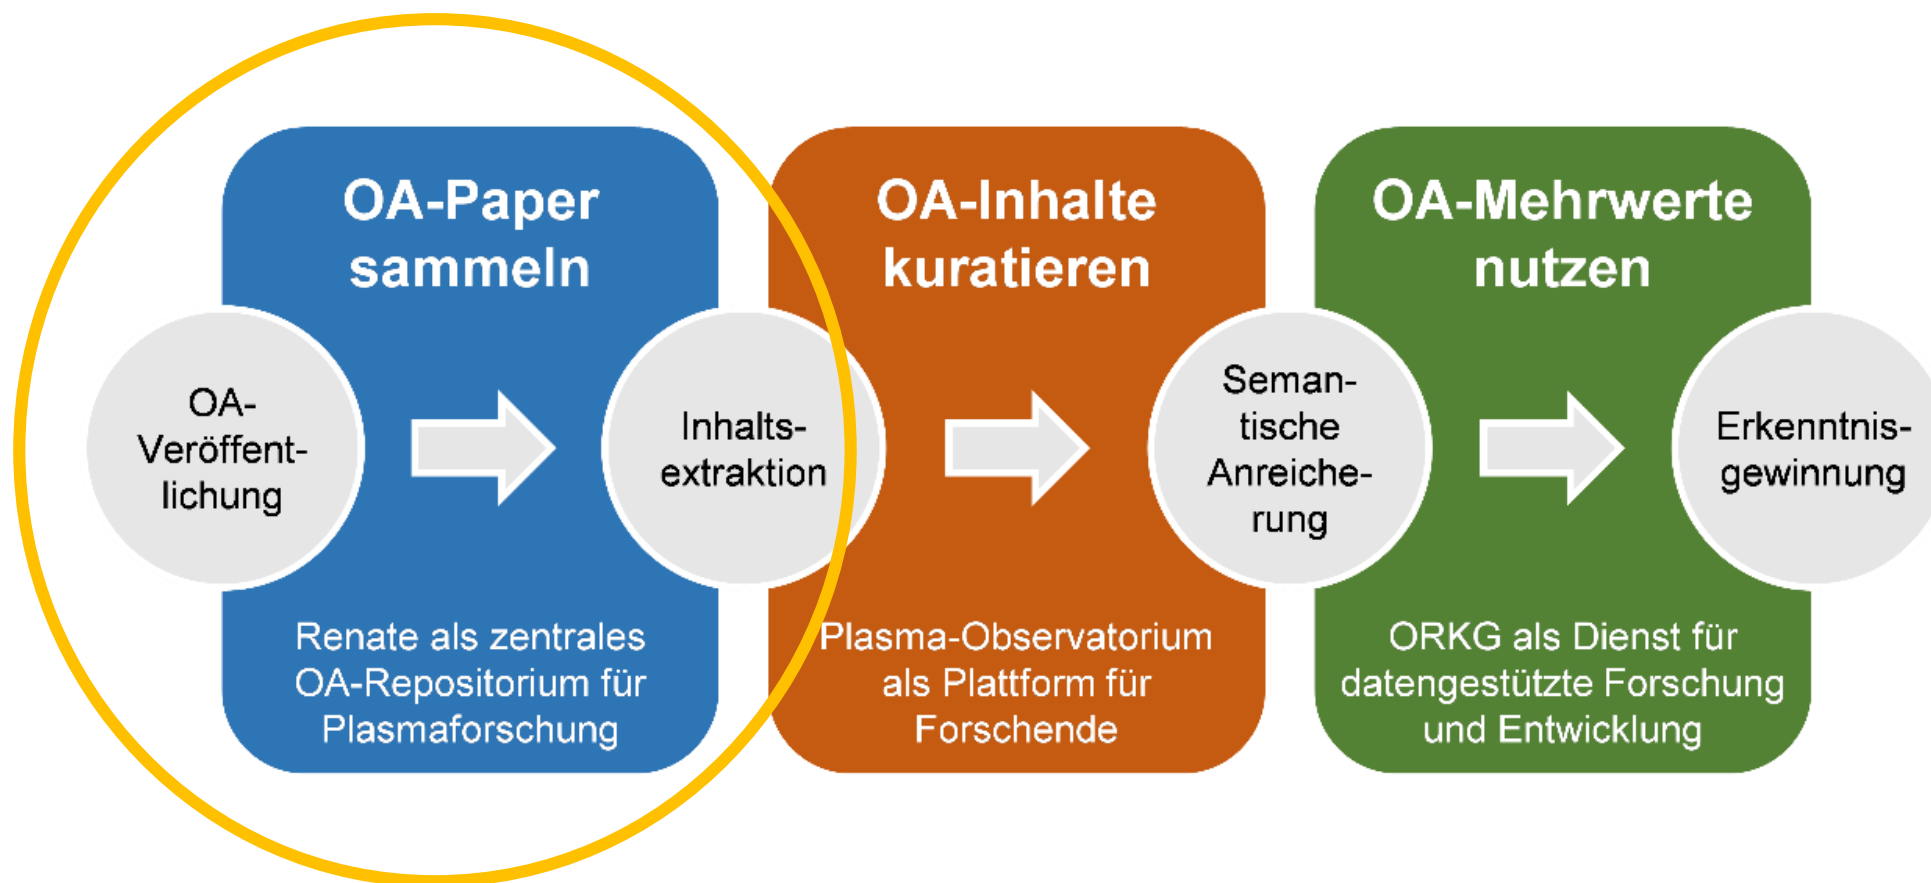 OA-Paper
sammeln
OA-
Veröffent-
lichung
Inhalts-
extraktion
Renate als zentrales
OA-Repositorium für
Plasmaforschung
OA-Inhalte
kuratieren
Seman-
tische
Anreiche-
rung
Plasma-Observatorium
als Plattform für
Forschende
OA-Mehrwerte
nutzen
Erkenntnis-
gewinnung
ORKG als Dienst für
datengestützte Forschung
und Entwicklung